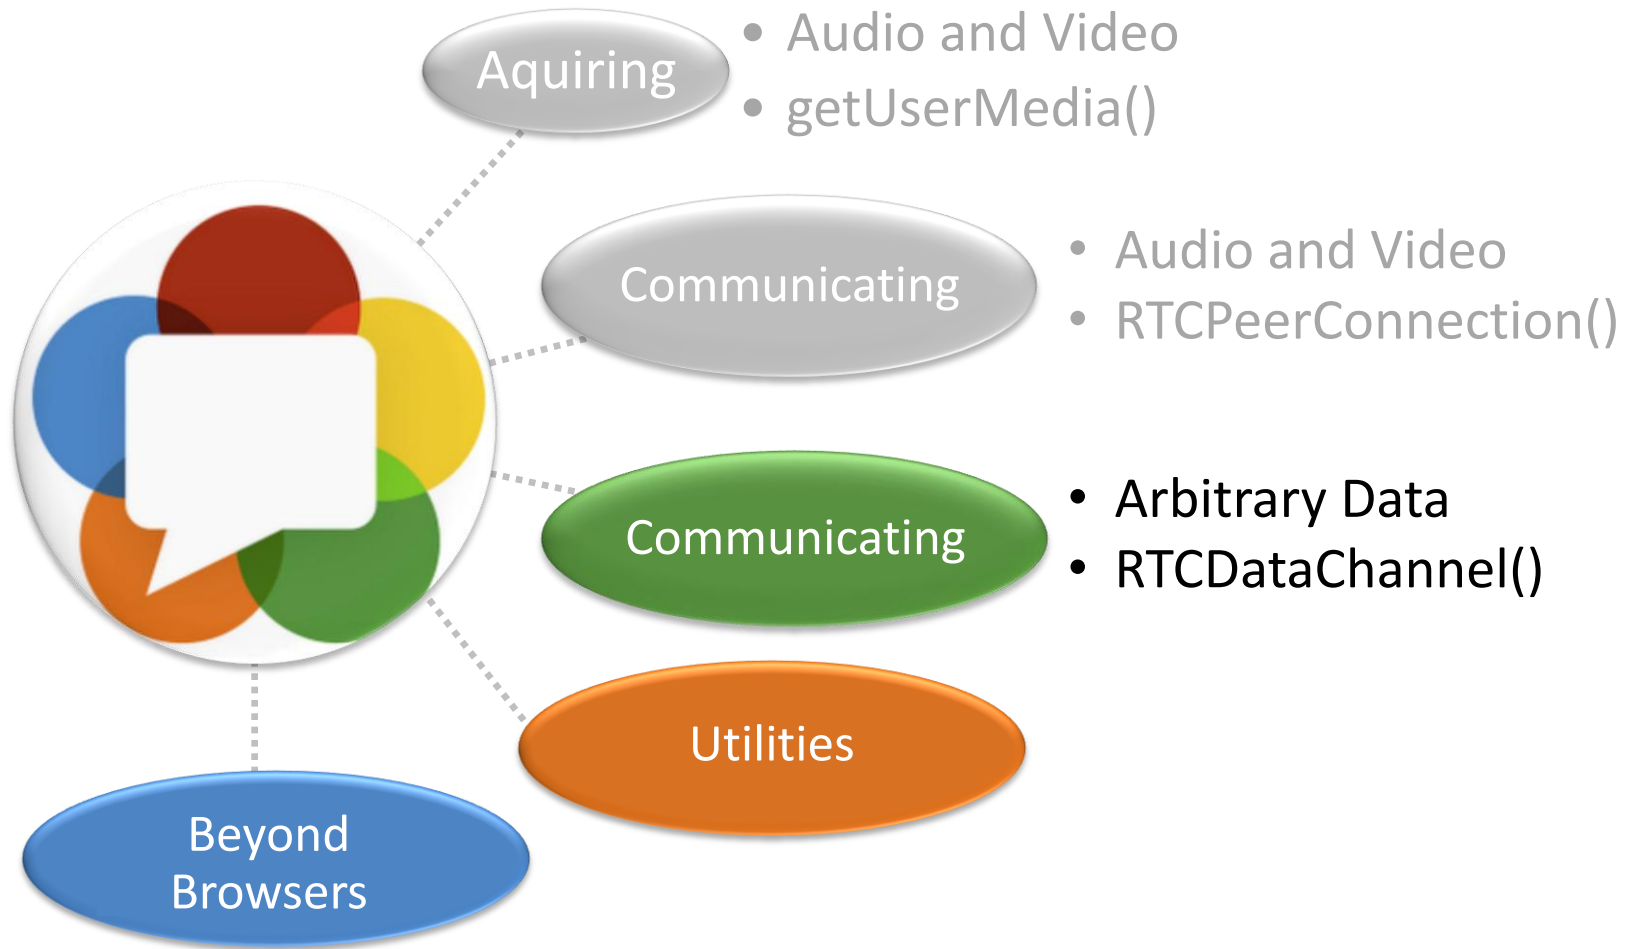 Aquiring
• Audio and Video
• getUserMedia()
Communicating
• Audio and Video
• RTCPeerConnection()
Communicating
• Arbitrary Data
• RTCDataChannel()
Utilities
Beyond
Browsers